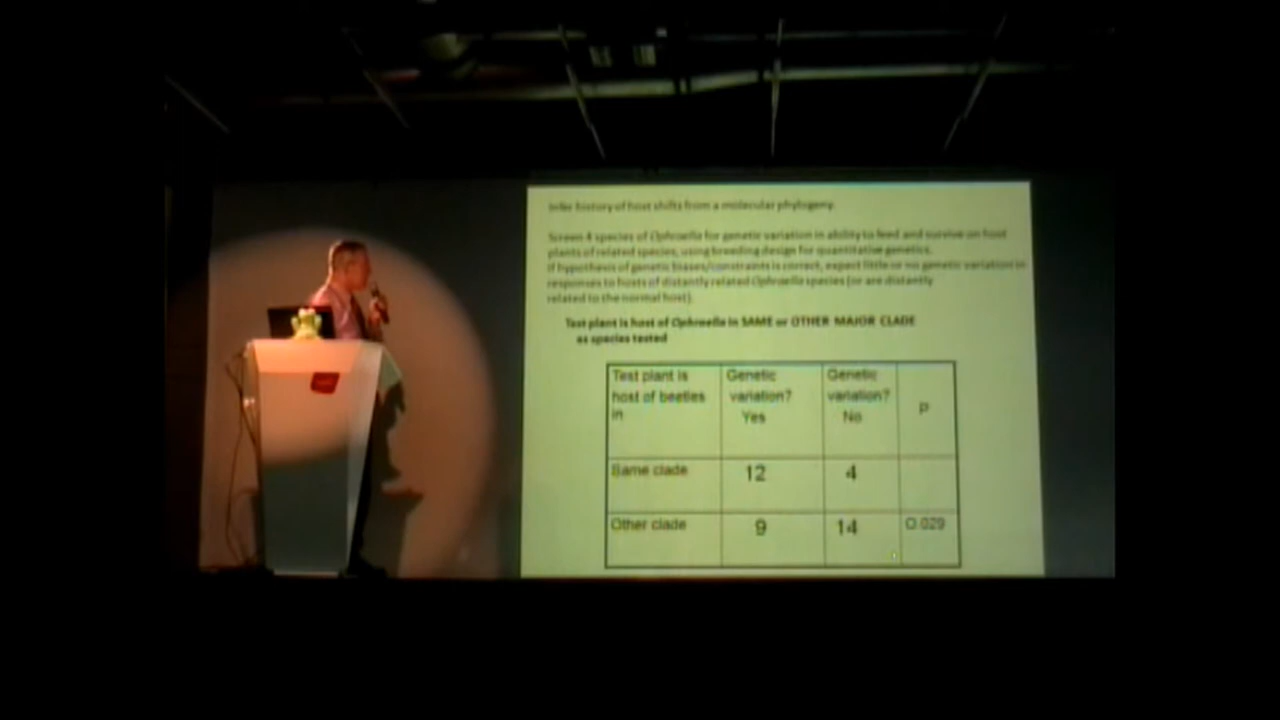 Infer history of host shifts from a molecular phylogeny.
Screen 4 species of Ophraella for genetic variation in ability to feed and survive on host
plants of related species, using breeding design for quantitative genetics.
If hypothesis of genetic biases/constraints is correct, expect little or no genetic variation in
responses to hosts of distantly related Ophraella species (or are distantly
related to the normal host).
Test plant is host of Ophraella in SAME or OTHER MAJOR CLADE
as species tested
Test plant is host of beetles in
Genetic variation? Yes
Genetic variation? No
P
Same clade 12 4
Other clade 9 14 0.029